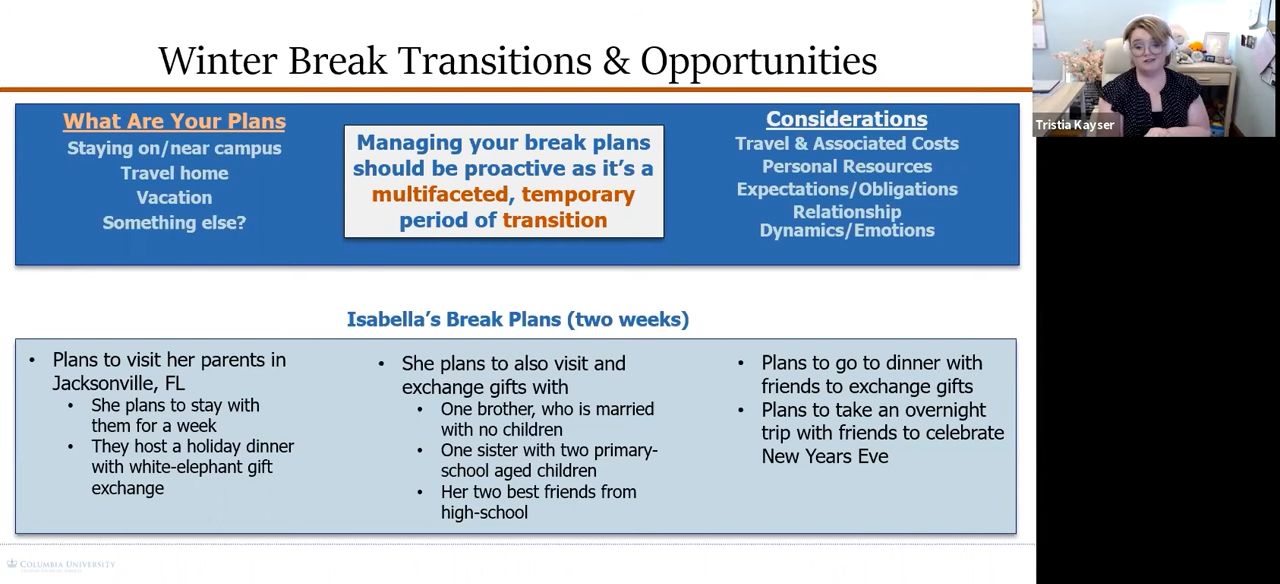 Winter Break Transitions & Opportunities
What Are Your Plans
Staying on/near campus
Travel home
Vacation
Something else?
Managing your break plans
should be proactive as it's a
multifaceted, temporary
period of transition
Considerations
Travel & Associated Costs
Personal Resources
Expectations/Obligations
Relationship
Dynamics/Emotions
Tristia Kayser
Isabella's Break Plans (two weeks)
• Plans to visit her parents in
Jacksonville, FL
• She plans to stay with
them for a week
• They host a holiday dinner
with white-elephant gift
exchange
• She plans to also visit and
exchange gifts with
• One brother, who is married
with no children
• One sister with two primary-
school aged children
• Her two best friends from
high-school
• Plans to go to dinner with
friends to exchange gifts
• Plans to take an overnight
trip with friends to celebrate
New Years Eve
COLUMBIA UNIVERSITY